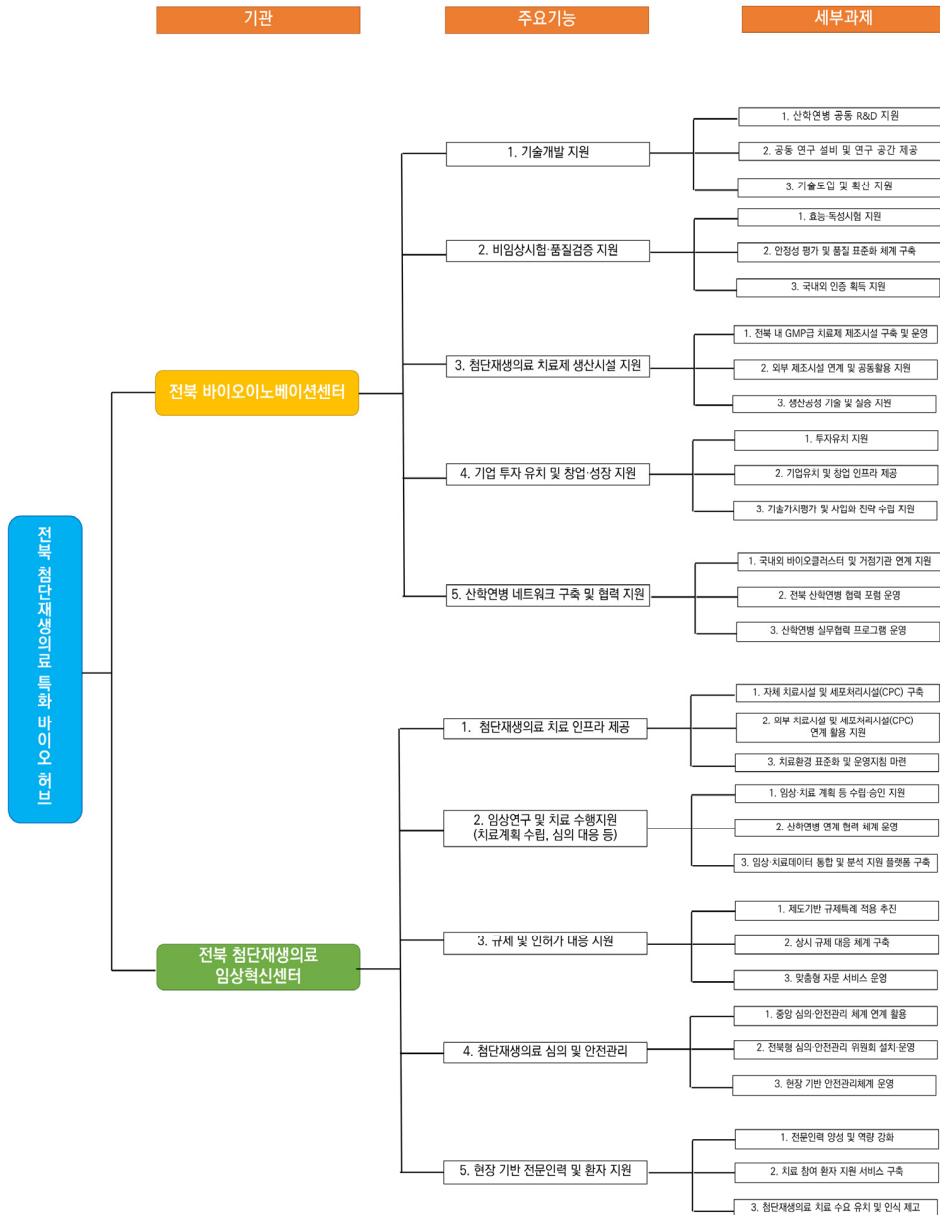 기관
주요기능
세부과제
전북 첨단재생의료 특화 바이오 허브
전북 바이오이노베이션센터
1. 기술개발 지원
1. 산학연병 공동 R&D 지원
2. 공동 연구 설비 및 연구 공간 제공
3. 기술도입 및 확산 지원
2. 비임상시험·품질검증 지원
1. 효능·독성시험 지원
2. 안정성 평가 및 품질 표준화 체계 구축
3. 국내외 인증 획득 지원
3. 첨단재생의료 치료제 생산시설 지원
1. 전북 내 GMP급 치료제 제조시설 구축 및 운영
2. 외부 제조시설 연계 및 공동활용 지원
3. 생산공정 기술 및 실증 지원
4. 기업 투자 유치 및 창업·성장 지원
1. 투자유치 지원
2. 기업유치 및 창업 인프라 제공
3. 기술가치평가 및 사업화 전략 수립 지원
5. 산학연병 네트워크 구축 및 협력 지원
1. 국내외 바이오클러스터 및 거점기관 연계 지원
2. 전북 산학연병 협력 포럼 운영
3. 산학연병 실무협력 프로그램 운영
전북 첨단재생의료
임상혁신센터
1. 첨단재생의료 치료 인프라 제공
1. 자체 치료시설 및 세포처리시설(CPC) 구축
2. 외부 치료시설 및 세포처리시설(CPC)
연계 활용 지원
3. 치료환경 표준화 및 운영지침 마련
2. 임상연구 및 치료 수행지원
(치료계획 수립, 심의 대응 등)
1. 임상·치료 계획 등 수립·승인 지원
2. 산학연병 연계 협력 체계 운영
3. 임상·치료데이터 통합 및 분석 지원 플랫폼 구축
3. 규제 및 인허가 대응 지원
1. 제도기반 규제특례 적용 추진
2. 상시 규제 대응 체계 구축
3. 맞춤형 자문 서비스 운영
4. 첨단재생의료 심의 및 안전관리
1. 중앙 심의·안전관리 체계 연계 활용
2. 전북형 심의·안전관리 위원회 설치·운영
3. 현장 기반 안전관리체계 운영
5. 현장 기반 전문인력 및 환자 지원
1. 전문인력 양성 및 역량 강화
2. 치료 참여 환자 지원 서비스 구축
3. 첨단재생의료 치료 수요 유치 및 인식 제고